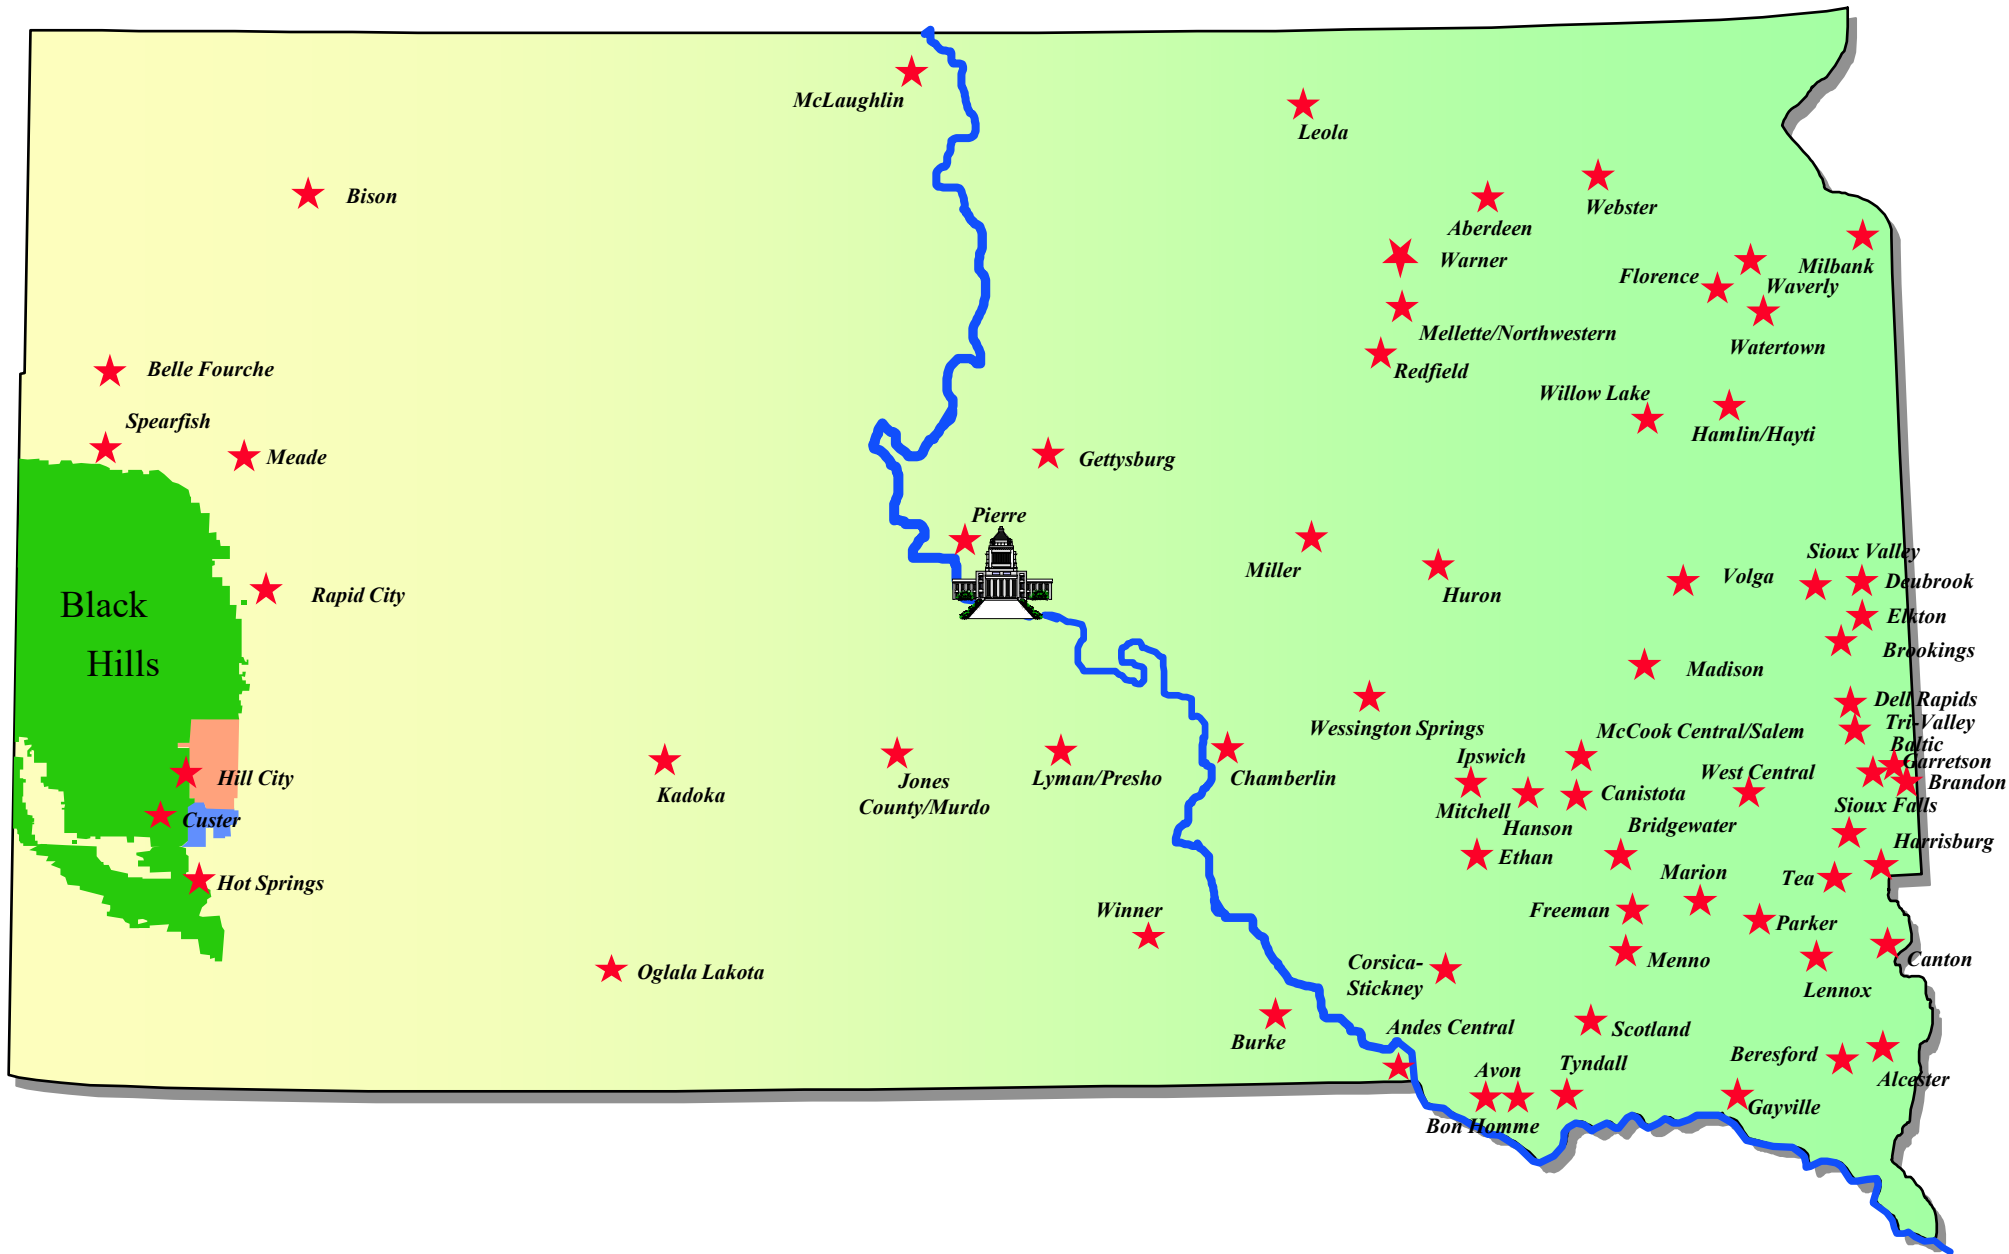 McLaughlin
Leola
Bison
Webster
Aberdeen
Warner
Milbank
Florence
Waverly
Mellette/Northwestern
Watertown
Belle Fourche
Redfield
Willow Lake
Spearfish
Hamlin/Hayti
Meade
Gettysburg
Pierre
Sioux Valley
Miller
Volga
Deubrook
Rapid City
Huron
Black
Hills
Elkton
Brookings
Madison
Dell Rapids
Wessington Springs
McCook Central/Salem
Tri-Valley
Baltic
Ipswich
Garretson
West Central
Hill City
Chamberlin
Lyman/Presho
Jones
County/Murdo
Brandon
Kadoka
Canistota
Sioux Falls
Mitchell
Custer
Hanson
Bridgewater
Harrisburg
Ethan
Marion
Tea
Hot Springs
Winner
Freeman
Parker
Canton
Menno
Corsica-
Stickney
Oglala Lakota
Lennox
Andes Central
Scotland
Burke
Beresford
Tyndall
Avon
Alcester
Gayville
Bon Homme